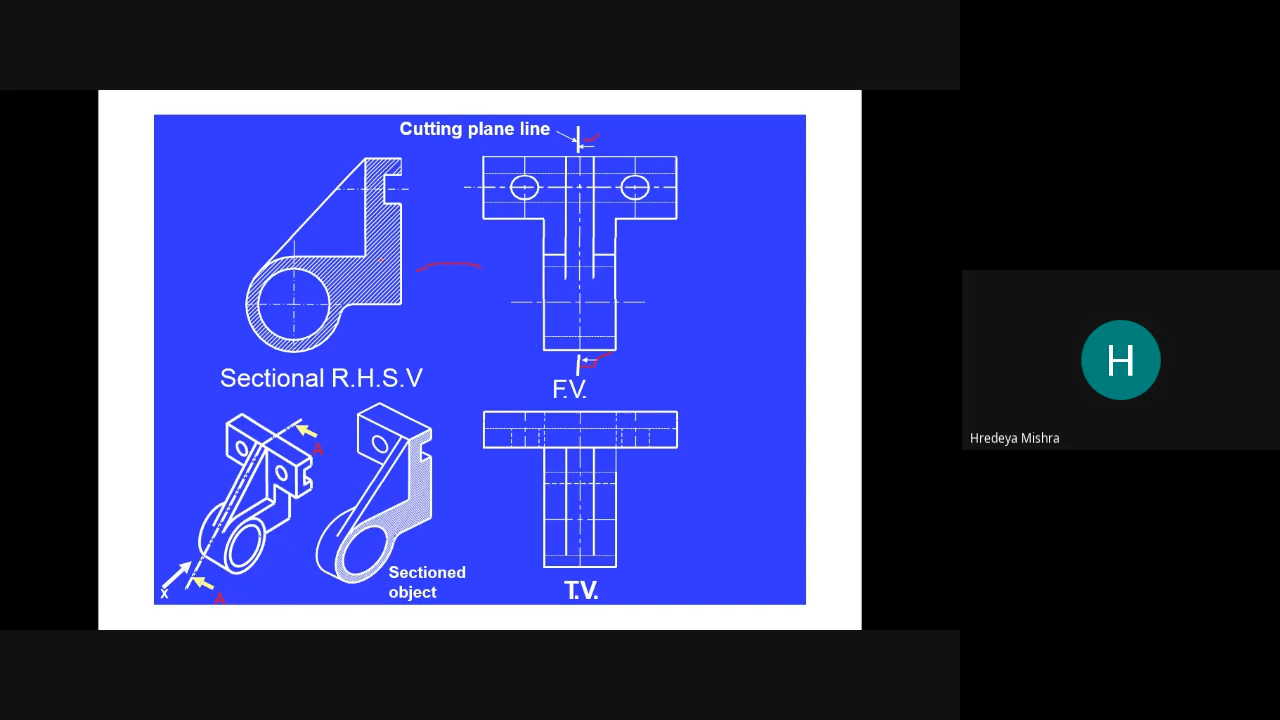 Cutting plane line
Sectional R.H.S.V
F.V.
A
A
x
Sectioned
object
T.V.
H
Hredeya Mishra